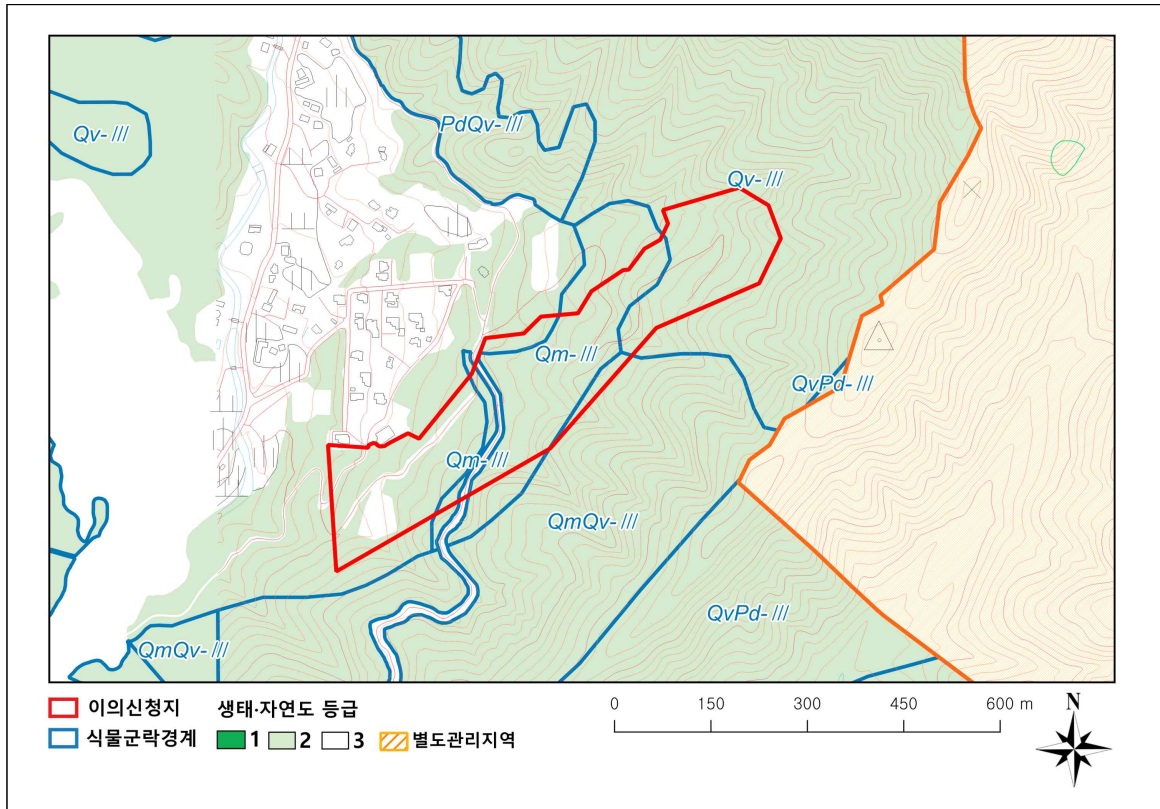 Qv-III
PdQv-III
Qv-III
Qm-III
QvPd-III
Qm-III
QmQv-III
QvPd-III
QmQv-III
이의신청지
생태·자연도 등급
식물군락경계
1 2 3 별도관리지역
0 150 300 450 600 m
N